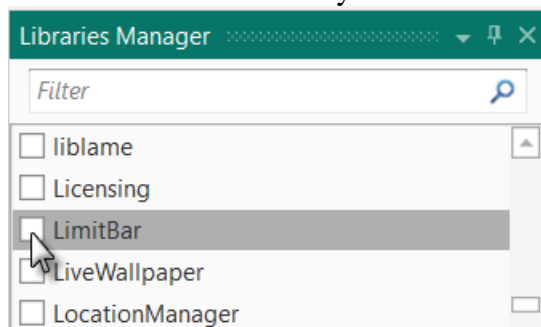 Libraries Manager
Filter
liblame
Licensing
LimitBar
LiveWallpaper
LocationManager